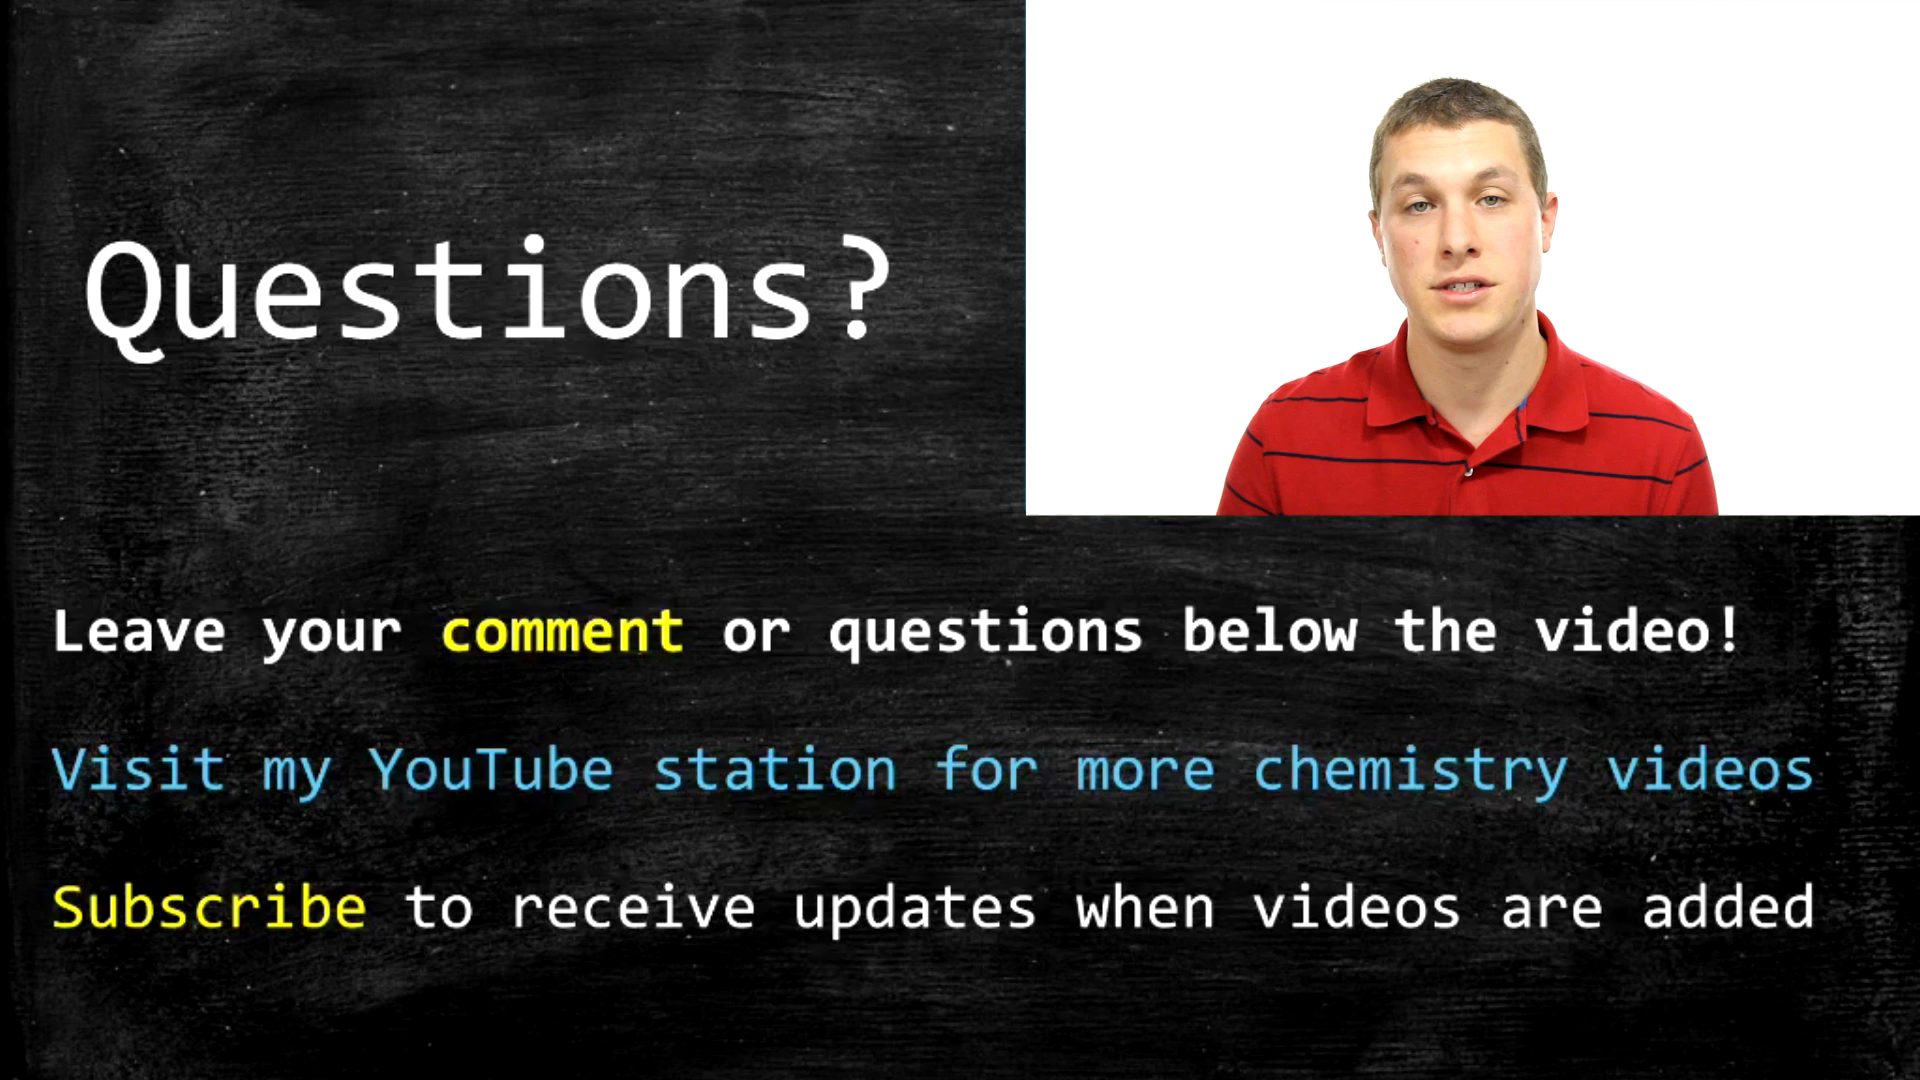 Questions?
Leave your comment or questions below the video!
Visit my YouTube station for more chemistry videos
Subscribe to receive updates when videos are added